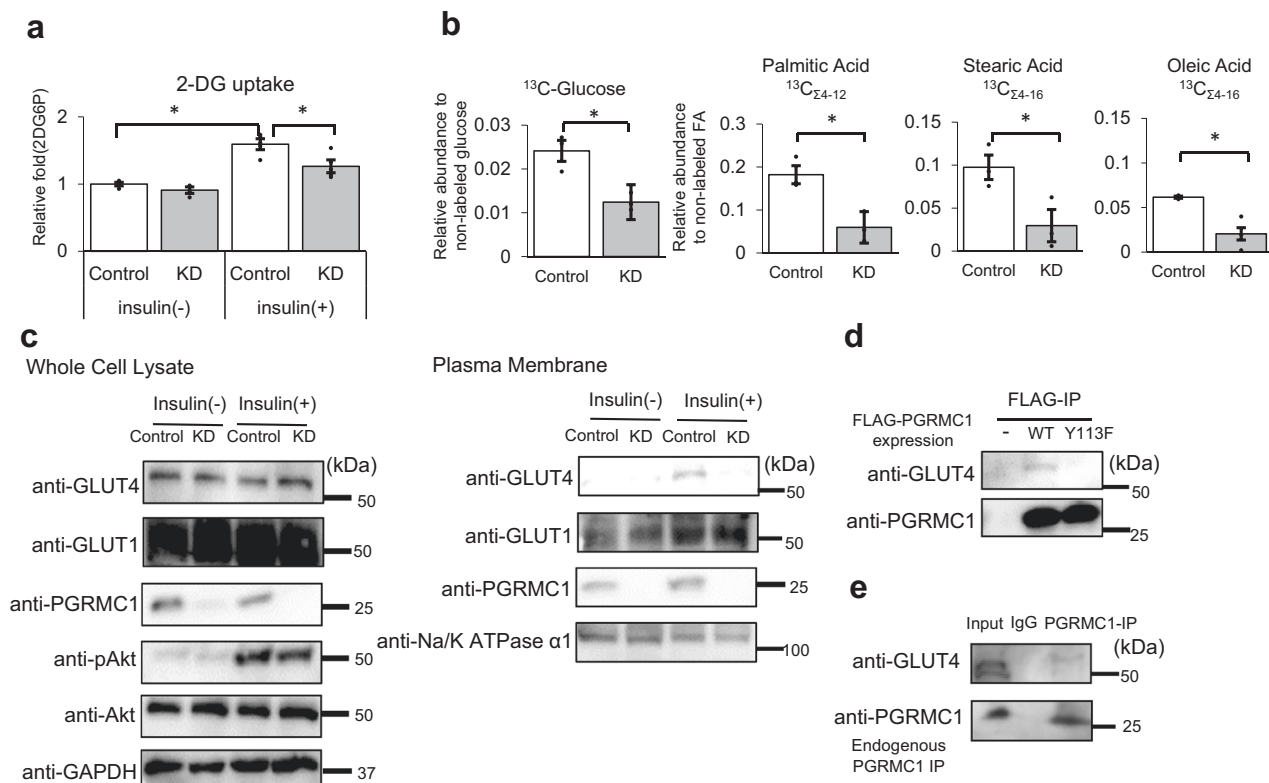 a
2-DG uptake
Relative fold(2DG6P)
2
1
0
*
*
Control
KD
Control
KD
insulin(-)
insulin(+)
b
¹³C-Glucose
Relative abundance to
non-labeled glucose
0.03
0.02
0.01
0
*
Control
KD
Palmitic Acid
¹³C_Σ4-12
Relative abundance
to non-labeled FA
0.3
0.2
0.1
0
*
Control
KD
Stearic Acid
¹³C_Σ4-16
0.15
0.1
0.05
0
*
Control
KD
Oleic Acid
¹³C_Σ4-16
0.15
0.1
0.05
0
*
Control
KD
c
Whole Cell Lysate
Insulin(-)
Insulin(+)
Control KD
Control KD
(kDa)
anti-GLUT4
50
anti-GLUT1
50
anti-PGRMC1
25
anti-pAkt
50
anti-Akt
50
anti-GAPDH
37
Plasma Membrane
Insulin(-)
Insulin(+)
Control KD
Control KD
(kDa)
anti-GLUT4
50
anti-GLUT1
50
anti-PGRMC1
25
anti-Na/K ATPase α1
100
d
FLAG-IP
FLAG-PGRMC1
expression
- WT Y113F
(kDa)
anti-GLUT4
50
anti-PGRMC1
25
e
Input IgG PGRMC1-IP
(kDa)
anti-GLUT4
50
anti-PGRMC1
25
Endogenous
PGRMC1 IP